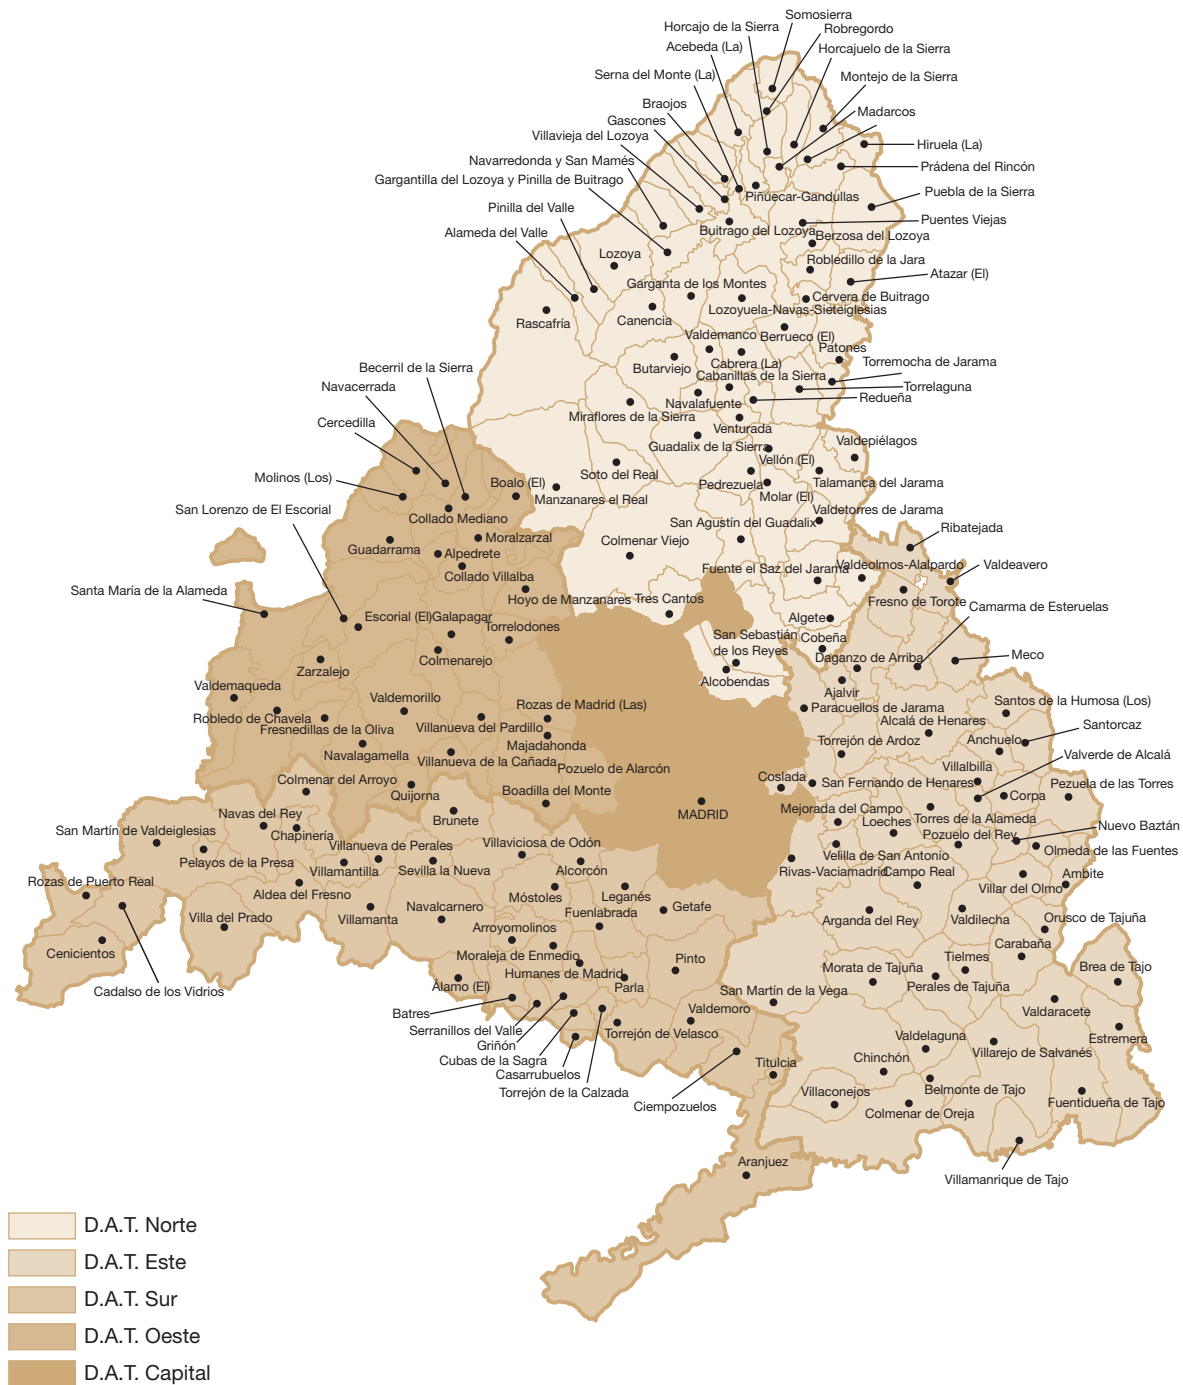 Somosierra
Horcajo de la Sierra
Robregordo
Acebeda (La)
Horcajuelo de la Sierra
Serna del Monte (La)
Montejo de la Sierra
Braojos
Madarcos
Gascones
Villavieja del Lozoya
Hiruela (La)
Navarredonda y San Mamés
Prádena del Rincón
Gargantilla del Lozoya y Pinilla de Buitrago
Puebla de la Sierra
Piñuecar-Gandullas
Pinilla del Valle
Puentes Viejas
Alameda del Valle
Buitrago del Lozoya
Berzosa del Lozoya
Lozoya
Robledillo de la Jara
Atazar (El)
Garganta de los Montes
Cervera de Buitrago
Lozoyuela-Navas-Sieteiglesias
Rascafría
Canencia
Valdemanco
Berrueco (El)
Patones
Butarviejo
Cabrera (La)
Torremocha de Jarama
Becerril de la Sierra
Cabanillas de la Sierra
Navacerrada
Torrelaguna
Navalafuente
Redueña
Cercedilla
Miraflores de la Sierra
Venturada
Guadalix de la Sierra
Valdepiélagos
Vellón (El)
Molinos (Los)
Boalo (El)
Soto del Real
Manzanares el Real
Pedrezuela
Talamanca del Jarama
Molar (El)
San Lorenzo de El Escorial
Collado Mediano
Valdetorres de Jarama
San Agustín del Guadalix
Ribatejada
Guadarrama
Moralzarzal
Colmenar Viejo
Alpedrete
Collado Villalba
Fuente el Saz del Jarama
Valdeolmos-Alalpardo
Valdeavero
Santa María de la Alameda
Hoyo de Manzanares
Tres Cantos
Fresno de Torote
Camarma de Esteruelas
Escorial (El)
Galapagar
Torrelodones
Algete
San Sebastián
de los Reyes
Cobeña
Zarzalejo
Colmenarejo
Daganzo de Arriba
Meco
Alcobendas
Ajalvir
Valdemaqueda
Valdemorillo
Rozas de Madrid (Las)
Paracuellos de Jarama
Santos de la Humosa (Los)
Robledo de Chavela
Alcalá de Henares
Fresnedillas de la Oliva
Villanueva del Pardillo
Santorcaz
Navalagamella
Majadahonda
Torrejón de Ardoz
Anchuelo
Villanueva de la Cañada
Valverde de Alcalá
Pozuelo de Alarcón
Villalbilla
Colmenar del Arroyo
Coslada
San Fernando de Henares
Pezuela de las Torres
Quijorna
Boadilla del Monte
Corpa
Navas del Rey
Brunete
MADRID
Mejorada del Campo
Torres de la Alameda
San Martín de Valdeiglesias
Chapinería
Loeches
Pozuelo del Rey
Nuevo Baztán
Villanueva de Perales
Villaviciosa de Odón
Velilla de San Antonio
Olmeda de las Fuentes
Pelayos de la Presa
Villamantilla
Sevilla la Nueva
Alcorcón
Rivas-Vaciamadrid
Campo Real
Ambite
Rozas de Puerto Real
Aldea del Fresno
Móstoles
Leganés
Villar del Olmo
Villa del Prado
Villamanta
Navalcarnero
Fuenlabrada
Getafe
Arganda del Rey
Valdilecha
Orusco de Tajuña
Arroyomolinos
Cenicientos
Moraleja de Enmedio
Carabaña
Cadalso de los Vidrios
Álamo (El)
Humanes de Madrid
Pinto
Parla
Morata de Tajuña
Tielmes
Brea de Tajo
Perales de Tajuña
San Martín de la Vega
Batres
Valdemoro
Valdaracete
Serranillos del Valle
Torrejón de Velasco
Valdelaguna
Estremera
Griñón
Villarejo de Salvanés
Cubas de la Sagra
Chinchón
Casarrubuelos
Titulcia
Torrejón de la Calzada
Villaconejos
Belmonte de Tajo
Ciempozuelos
Colmenar de Oreja
Fuentidueña de Tajo
Aranjuez
Villamanrique de Tajo
D.A.T. Norte
D.A.T. Este
D.A.T. Sur
D.A.T. Oeste
D.A.T. Capital